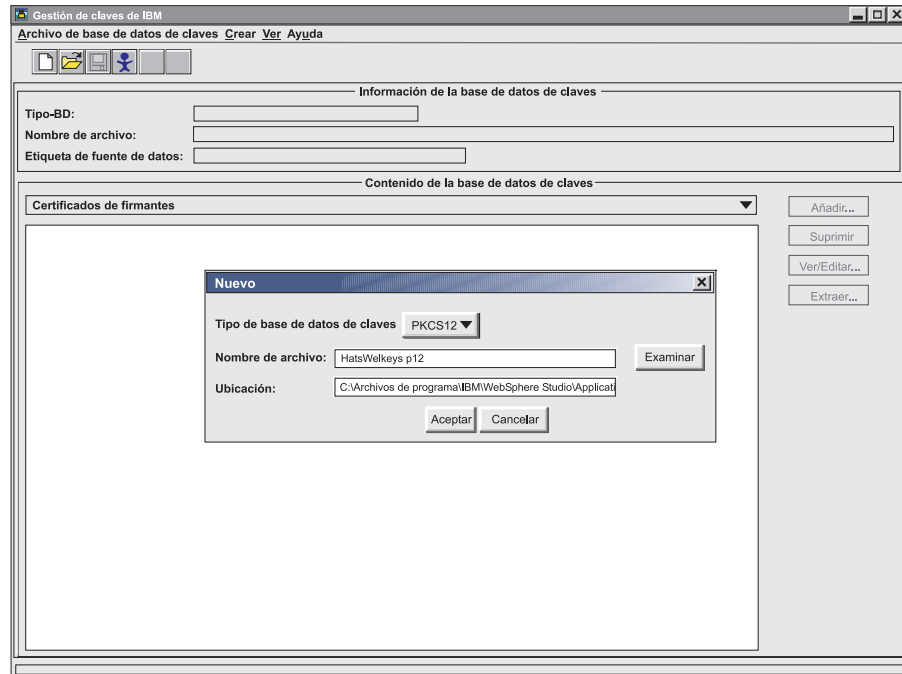 Gestión de claves de IBM
Archivo de base de datos de claves Crear Ver Ayuda
Información de la base de datos de claves
Tipo-BD:
Nombre de archivo:
Etiqueta de fuente de datos:
Contenido de la base de datos de claves
Certificados de firmantes
Añadir...
Suprimir
Ver/Editar...
Extraer...
Nuevo
Tipo de base de datos de claves PKCS12
Nombre de archivo: HatsWelkeys p12 Examinar
Ubicación: C:\Archivos de programa\IBM\WebSphere Studio\Applicati
Aceptar Cancelar